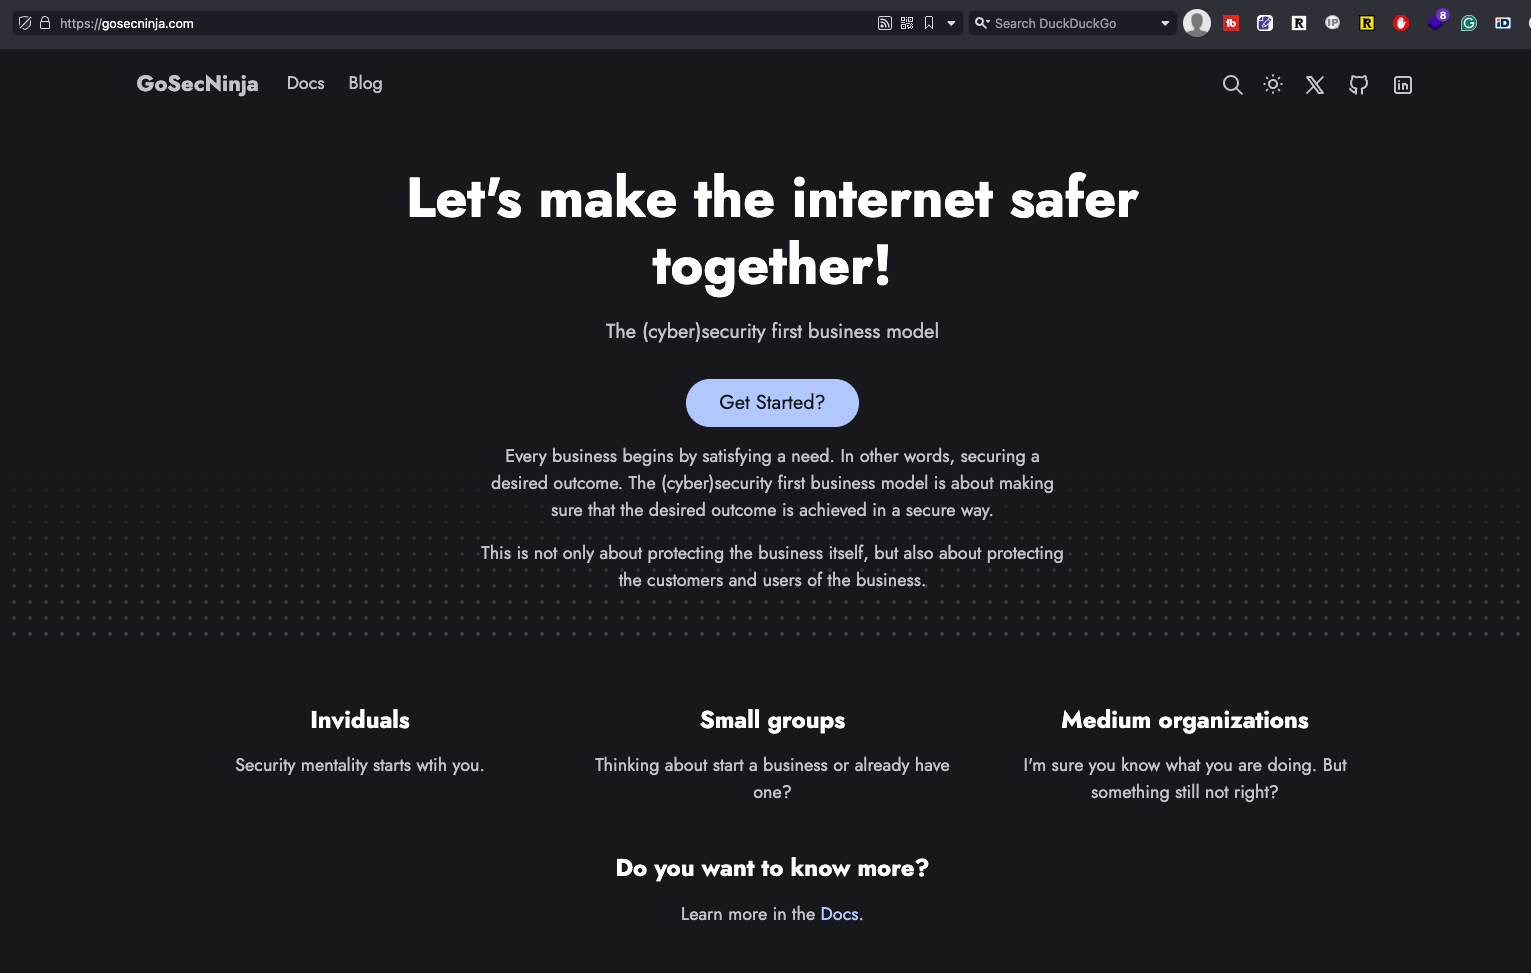 https://gosecninja.com
Search DuckDuckGo
tb
R
IP
R
8
G
ID
GoSecNinja
Docs
Blog
in
Let's make the internet safer
together!
The (cyber)security first business model
Get Started?
Every business begins by satisfying a need. In other words, securing a
desired outcome. The (cyber)security first business model is about making
sure that the desired outcome is achieved in a secure way.
This is not only about protecting the business itself, but also about protecting
the customers and users of the business.
Inviduals
Security mentality starts wtih you.
Small groups
Thinking about start a business or already have
one?
Medium organizations
I'm sure you know what you are doing. But
something still not right?
Do you want to know more?
Learn more in the Docs.